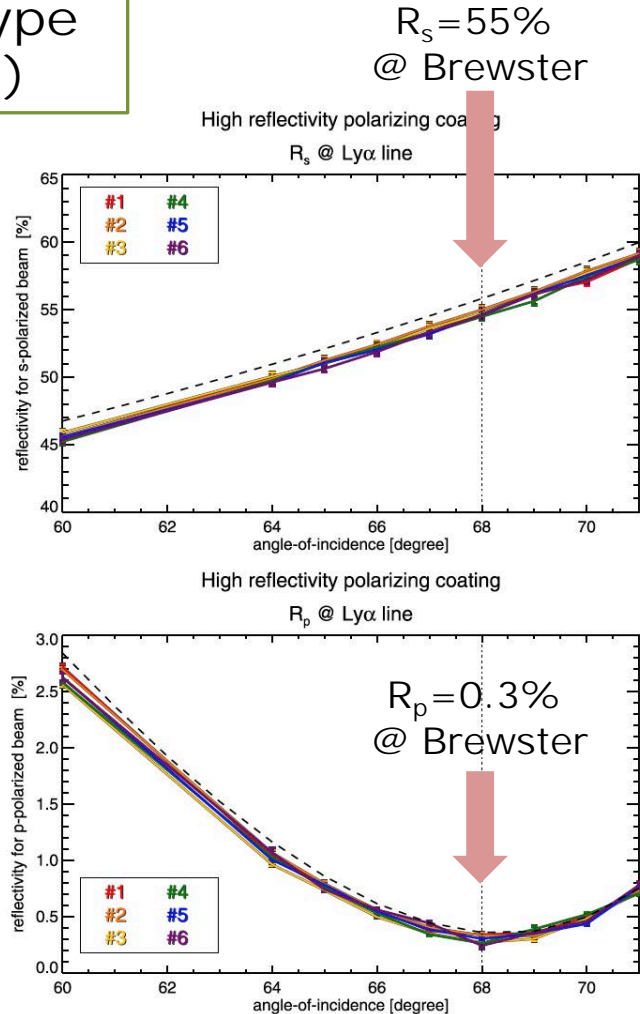 ype
)
Rs=55%
@ Brewster
High reflectivity polarizing coating
Rs @ Lyα line
65
60
55
50
45
40
reflectivity for s-polarized beam [%]
#1 #4
#2 #5
#3 #6
60 62 64 66 68 70
angle-of-incidence [degree]
High reflectivity polarizing coating
Rp @ Lyα line
3.0
2.5
2.0
1.5
1.0
0.5
0.0
reflectivity for p-polarized beam [%]
Rp=0.3%
@ Brewster
#1 #4
#2 #5
#3 #6
60 62 64 66 68 70
angle-of-incidence [degree]